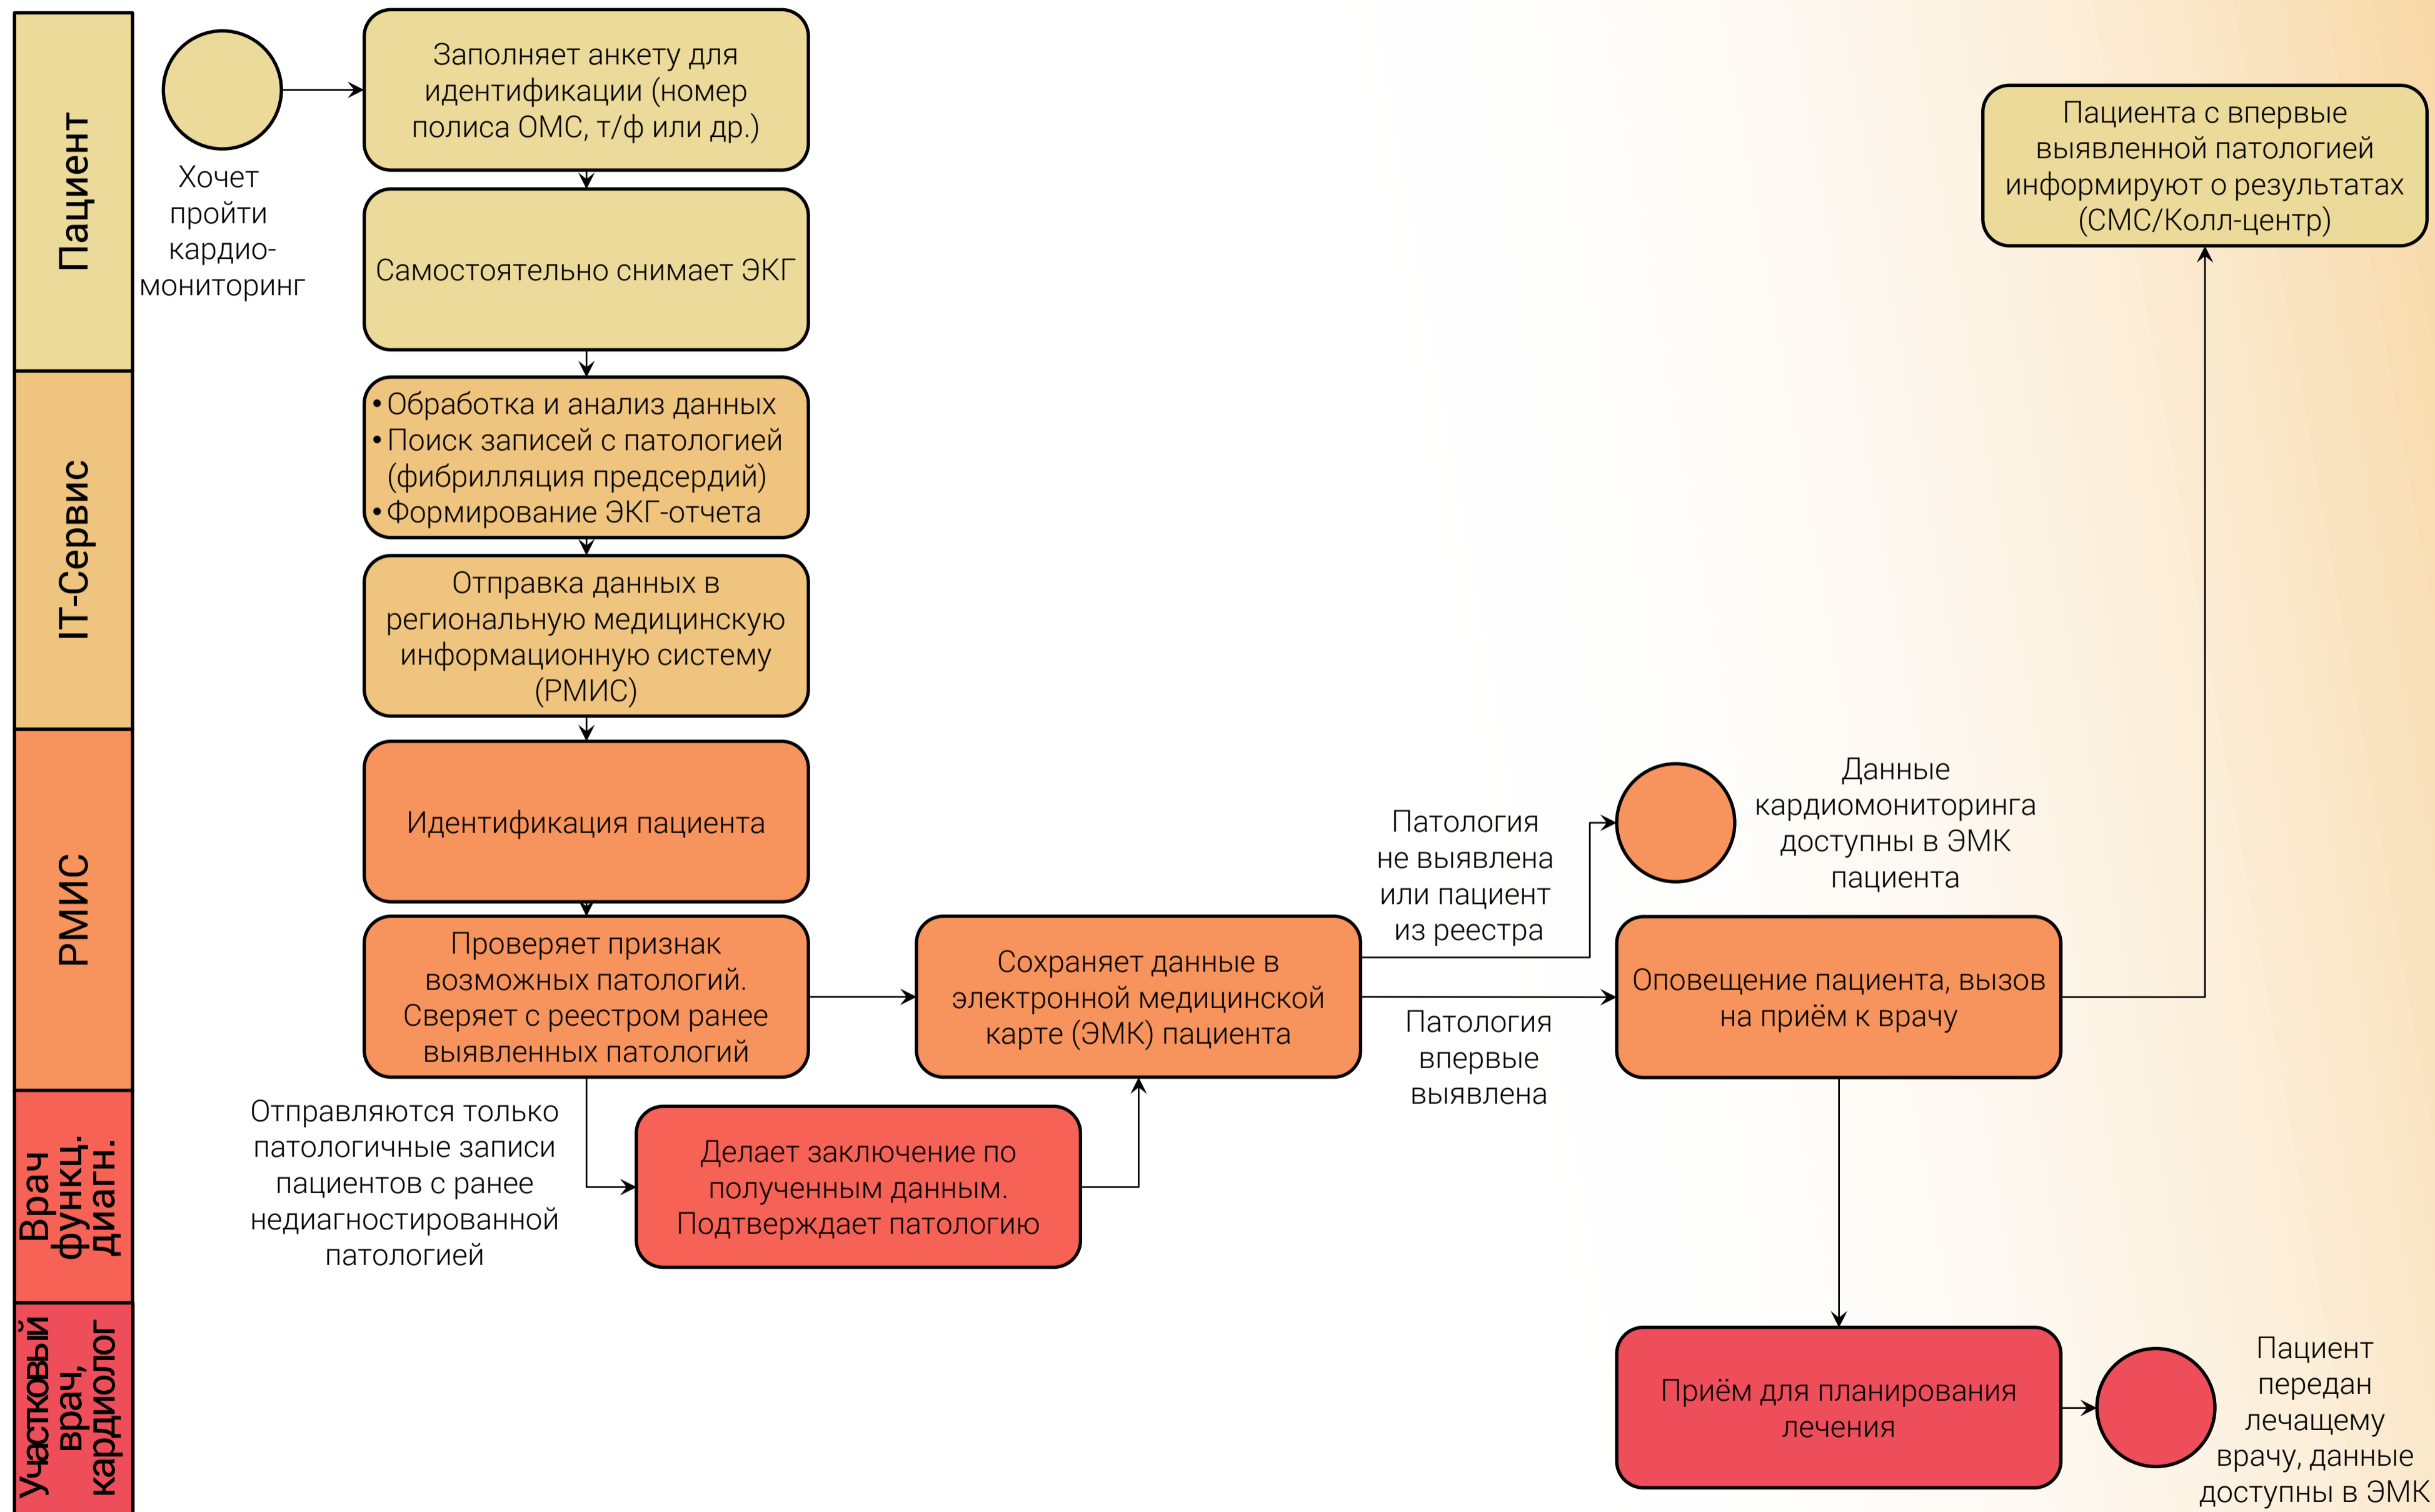 Пациент
Хочет
пройти
кардио-
мониторинг
Заполняет анкету для
идентификации (номер
полиса ОМС, т/ф или др.)
Самостоятельно снимает ЭКГ
Пациента с впервые
выявленной патологией
информируют о результатах
(СМС/Колл-центр)
IT-Сервис
• Обработка и анализ данных
• Поиск записей с патологией
(фибрилляция предсердий)
• Формирование ЭКГ-отчета
Отправка данных в
региональную медицинскую
информационную систему
(РМИС)
РМИС
Идентификация пациента
Проверяет признак
возможных патологий.
Сверяет с реестром ранее
выявленных патологий
Сохраняет данные в
электронной медицинской
карте (ЭМК) пациента
Патология
не выявлена
или пациент
из реестра
Данные
кардиомониторинга
доступны в ЭМК
пациента
Патология
впервые
выявлена
Оповещение пациента, вызов
на приём к врачу
Врач
функц.
диагн.
Отправляются только
патологичные записи
пациентов с ранее
недиагностированной
патологией
Делает заключение по
полученным данным.
Подтверждает патологию
Участковый
врач,
кардиолог
Приём для планирования
лечения
Пациент
передан
лечащему
врачу, данные
доступны в ЭМК